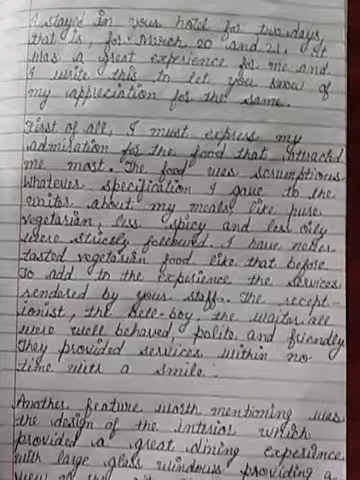 I stayed in your hotel for two days,
that is, for March 20 and 21. It
was a great experience for me and
I write this to let you know of
my appreciation for the same.
First of all, I must express my
admiration for the food that attracted
me most. The food was scrumptious.
Whatever specification I gave to the
waiter about my meals, like pure
vegetarian, less spicy and less oily
were strictly followed. I have never
tasted vegetarian food like that before
To add to the experience the services
rendered by your staff. The recept-
ionist, the bell-boy, the waiter all
were well behaved, polite and friendly
They provided services within no
time with a smile.
Another feature worth mentioning was
the design of the interior which
provided a great dining experience
with large glass windows providing a
view of the